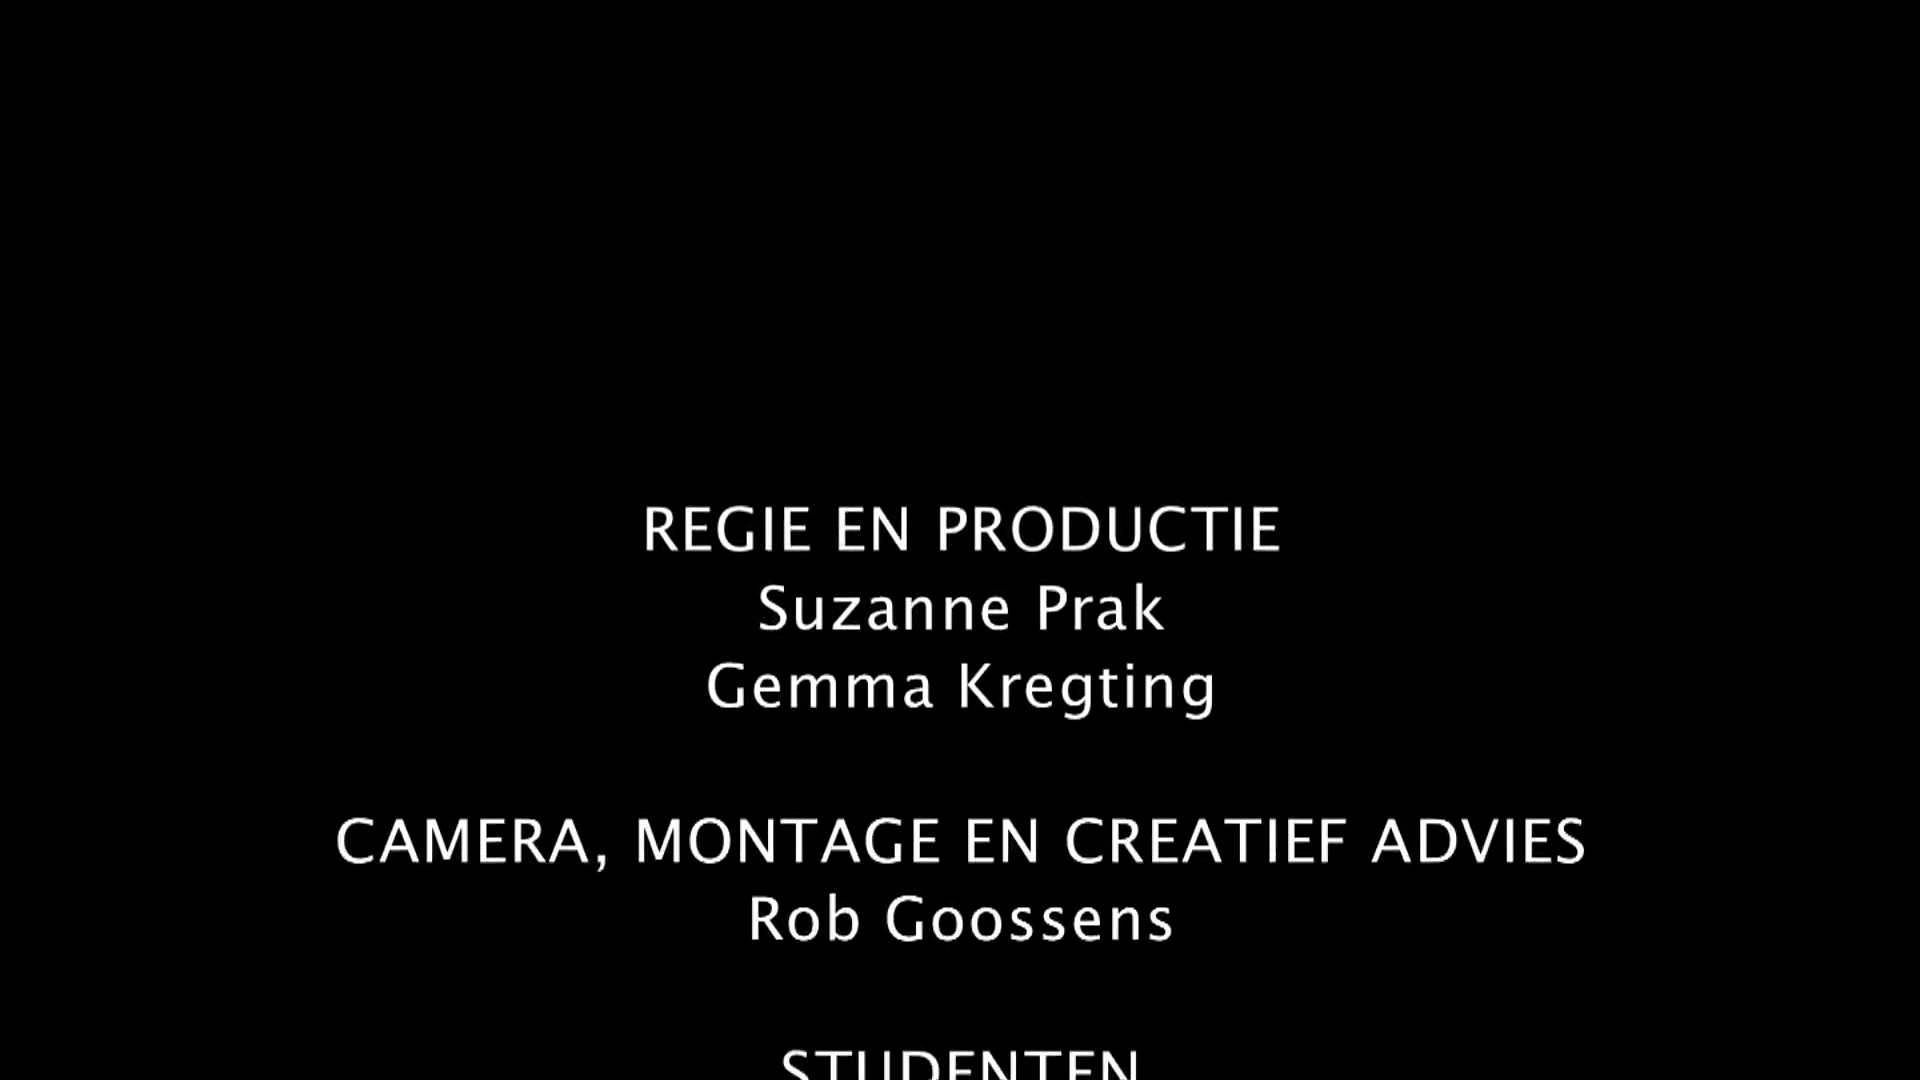 REGIE EN PRODUCTIE
Suzanne Prak
Gemma Kregting
CAMERA, MONTAGE EN CREATIEF ADVIES
Rob Goossens
STUDENTEN